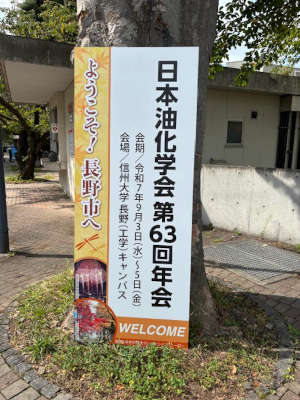 日本油化学会 第63回年会
会期／令和7年9月3日(水)～5日(金)
会場／信州大学長野(工学)キャンパス
ようこそ!長野市へ
WELCOME